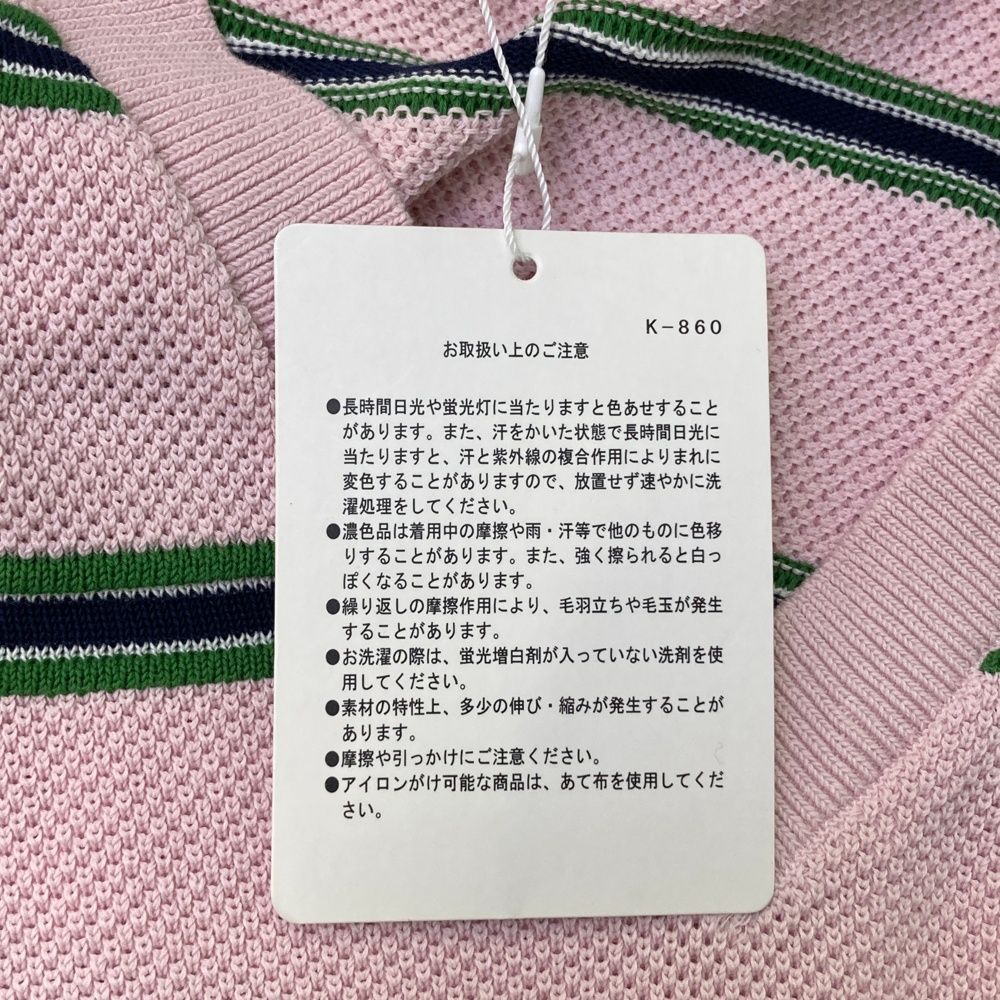 K-860
お取扱い上のご注意
●長時間日光や蛍光灯に当たりますと色あせすること
があります。また、汗をかいた状態で長時間日光に
当たりますと、汗と紫外線の複合作用によりまれに
変色することがありますので、放置せず速やかに洗
濯処理をしてください。
●濃色品は着用中の摩擦や雨・汗等で他のものに色移
りすることがあります。また、強く擦られると白っ
ぽくなることがあります。
●繰り返しの摩擦作用により、毛羽立ちや毛玉が発生
することがあります。
●お洗濯の際は、蛍光増白剤が入っていない洗剤を使
用してください。
●素材の特性上、多少の伸び・縮みが発生することが
あります。
●摩擦や引っかけにご注意ください。
●アイロンがけ可能な商品は、あて布を使用してくだ
さい。